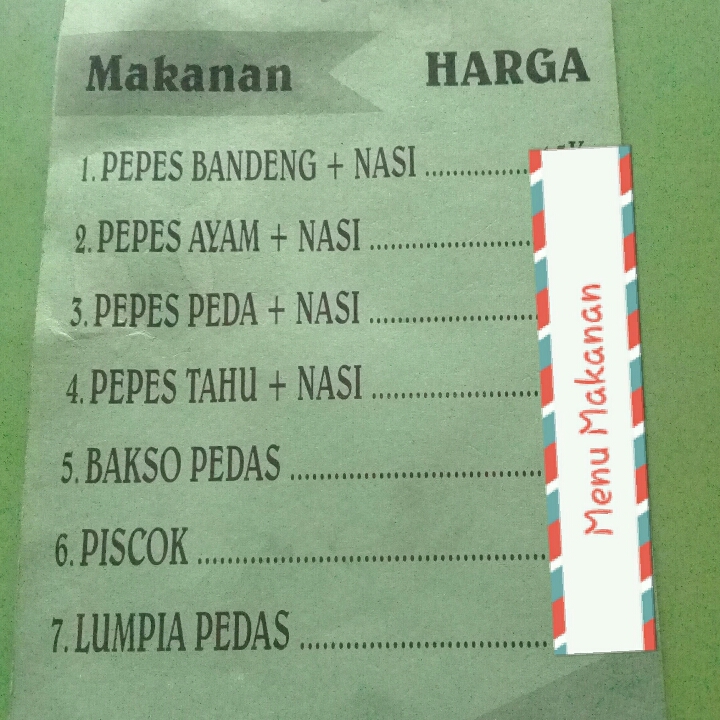 Makanan HARGA
1. PEPES BANDENG + NASI ..................
2. PEPES AYAM + NASI ............................
3. PEPES PEDA + NASI .............................
4. PEPES TAHU + NASI .............................
5. BAKSO PEDAS ..........................................
6. PISCOK .........................................................
7. LUMPIA PEDAS ........................................
Menu Makanan